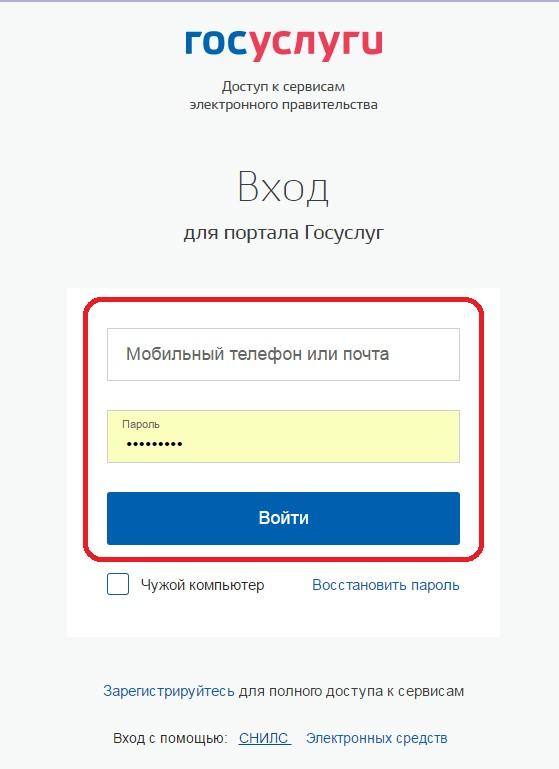 госуслуги
Доступ к сервисам
электронного правительства
Вход
для портала Госуслуг
Мобильный телефон или почта
Пароль
•••••••••
Войти
Чужой компьютер Восстановить пароль
Зарегистрируйтесь для полного доступа к сервисам
Вход с помощью: СНИЛС Электронных средств